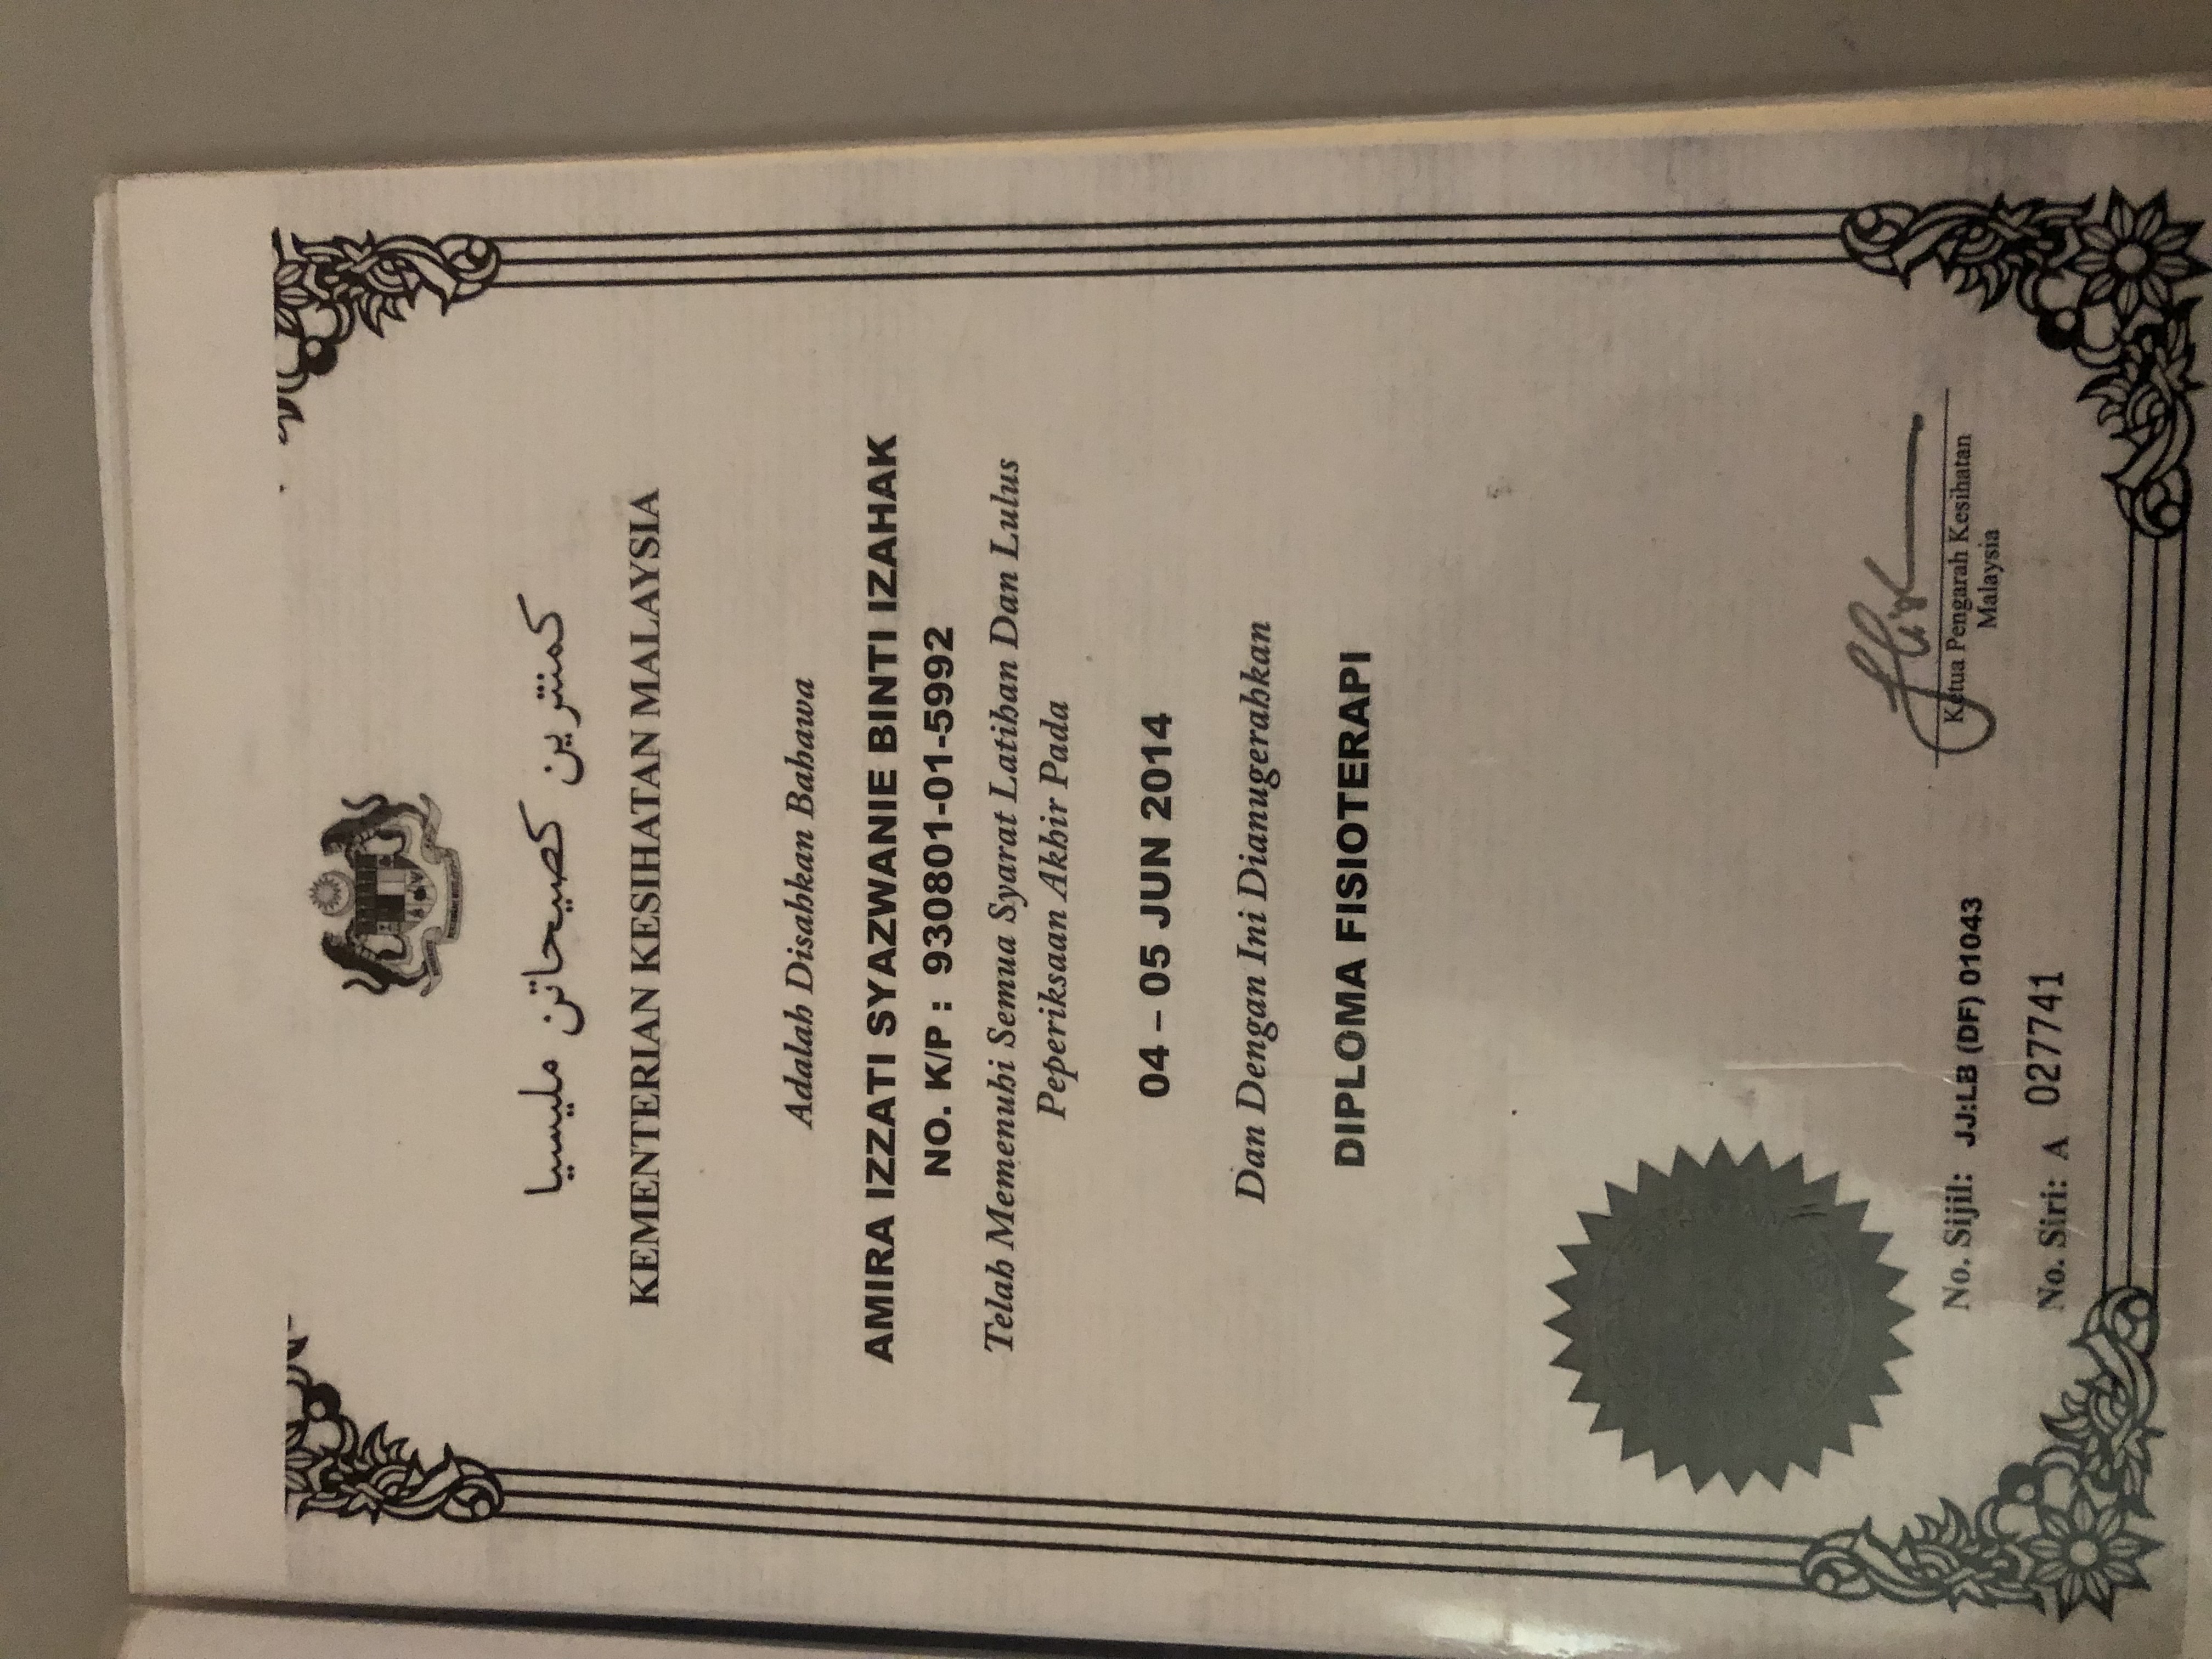 كمنترين كصيحاتن مليسيا
KEMENTERIAN KESIHATAN MALAYSIA
Adalah Disahkan Bahawa
AMIRA IZZATI SYAZWANIE BINTI IZAHAK
NO. K/P : 930801-01-5992
Telah Memenuhi Semua Syarat Latihan Dan Lulus
Peperiksaan Akhir Pada
04 – 05 JUN 2014
Dan Dengan Ini Dianugerahkan
DIPLOMA FISIOTERAPI
Ketua Pengarah Kesihatan
Malaysia
No. Sijil: JJ:LB (DF) 01043
No. Siri: A 027741